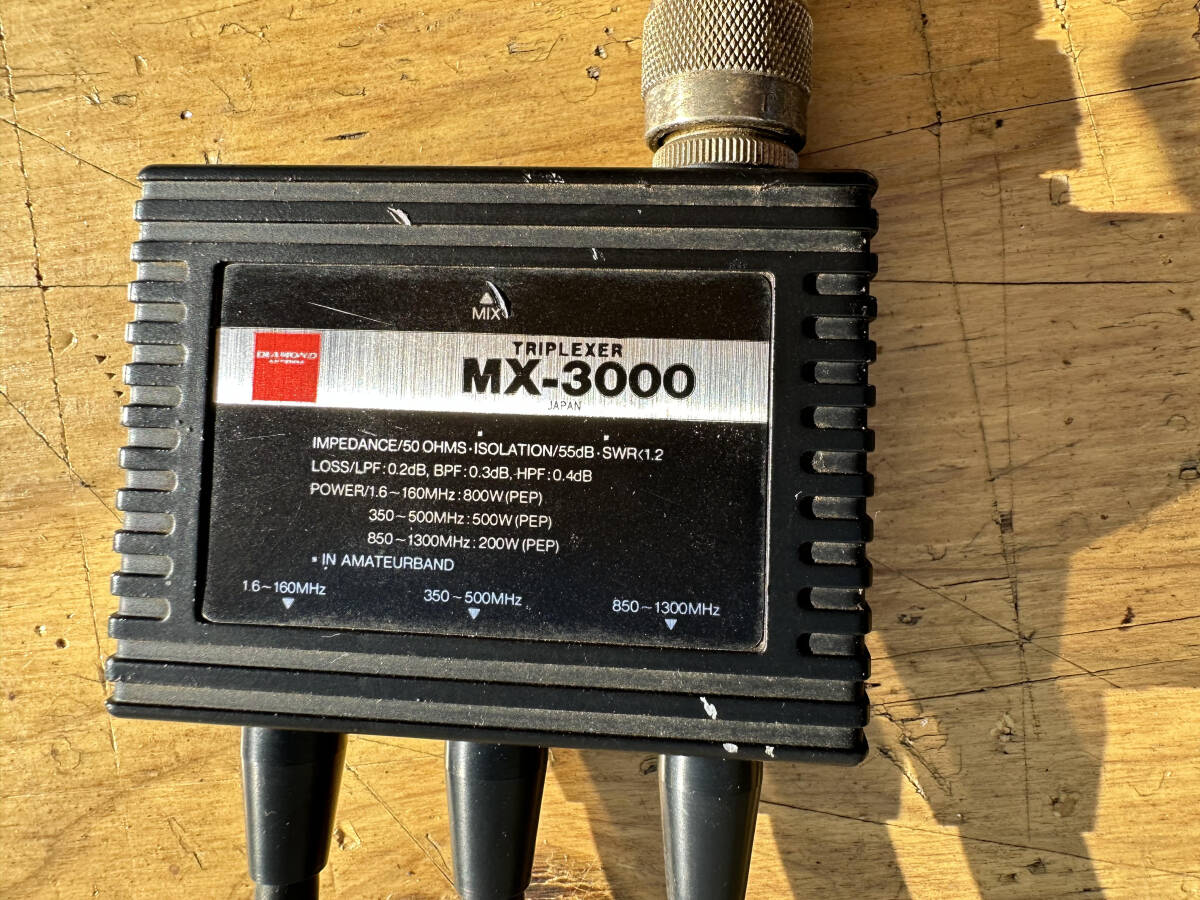 MIX
DIAMOND
ANTENNA
TRIPLEXER
MX-3000
JAPAN
IMPEDANCE/50 OHMS·ISOLATION/55dB·SWR<1.2
LOSS/LPF:0.2dB, BPF:0.3dB, HPF:0.4dB
POWER/1.6~160MHz:800W(PEP)
350~500MHz:500W(PEP)
850~1300MHz:200W(PEP)
▪IN AMATEURBAND
1.6~160MHz
350~500MHz
850~1300MHz